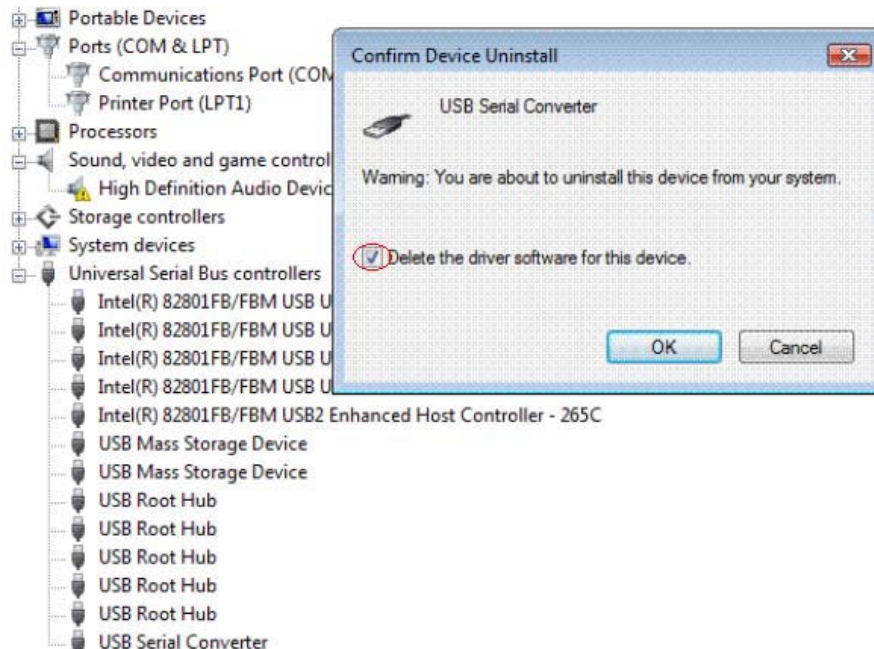 Portable Devices
Ports (COM & LPT)
Communications Port (COM
Printer Port (LPT1)
Processors
Sound, video and game control
High Definition Audio Devic
Storage controllers
System devices
Universal Serial Bus controllers
Intel(R) 82801FB/FBM USB U
Intel(R) 82801FB/FBM USB U
Intel(R) 82801FB/FBM USB U
Intel(R) 82801FB/FBM USB U
Intel(R) 82801FB/FBM USB2 Enhanced Host Controller - 265C
USB Mass Storage Device
USB Mass Storage Device
USB Root Hub
USB Root Hub
USB Root Hub
USB Root Hub
USB Root Hub
USB Serial Converter
Confirm Device Uninstall
USB Serial Converter
Warning: You are about to uninstall this device from your system.
Delete the driver software for this device.
OK
Cancel